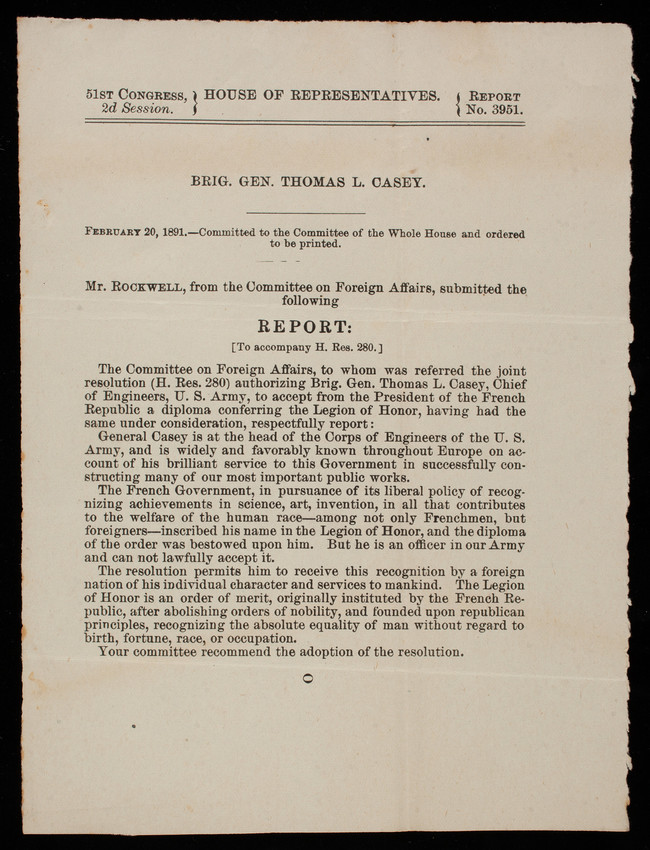 51ST CONGRESS, } HOUSE OF REPRESENTATIVES. { REPORT
2d Session. } { No. 3951.
BRIG. GEN. THOMAS L. CASEY.
FEBRUARY 20, 1891.—Committed to the Committee of the Whole House and ordered
to be printed.
Mr. ROCKWELL, from the Committee on Foreign Affairs, submitted the
following
REPORT:
[To accompany H. Res. 280.]
The Committee on Foreign Affairs, to whom was referred the joint
resolution (H. Res. 280) authorizing Brig. Gen. Thomas L. Casey, Chief
of Engineers, U. S. Army, to accept from the President of the French
Republic a diploma conferring the Legion of Honor, having had the
same under consideration, respectfully report:
General Casey is at the head of the Corps of Engineers of the U. S.
Army, and is widely and favorably known throughout Europe on ac-
count of his brilliant service to this Government in successfully con-
structing many of our most important public works.
The French Government, in pursuance of its liberal policy of recog-
nizing achievements in science, art, invention, in all that contributes
to the welfare of the human race—among not only Frenchmen, but
foreigners—inscribed his name in the Legion of Honor, and the diploma
of the order was bestowed upon him. But he is an officer in our Army
and can not lawfully accept it.
The resolution permits him to receive this recognition by a foreign
nation of his individual character and services to mankind. The Legion
of Honor is an order of merit, originally instituted by the French Re-
public, after abolishing orders of nobility, and founded upon republican
principles, recognizing the absolute equality of man without regard to
birth, fortune, race, or occupation.
Your committee recommend the adoption of the resolution.